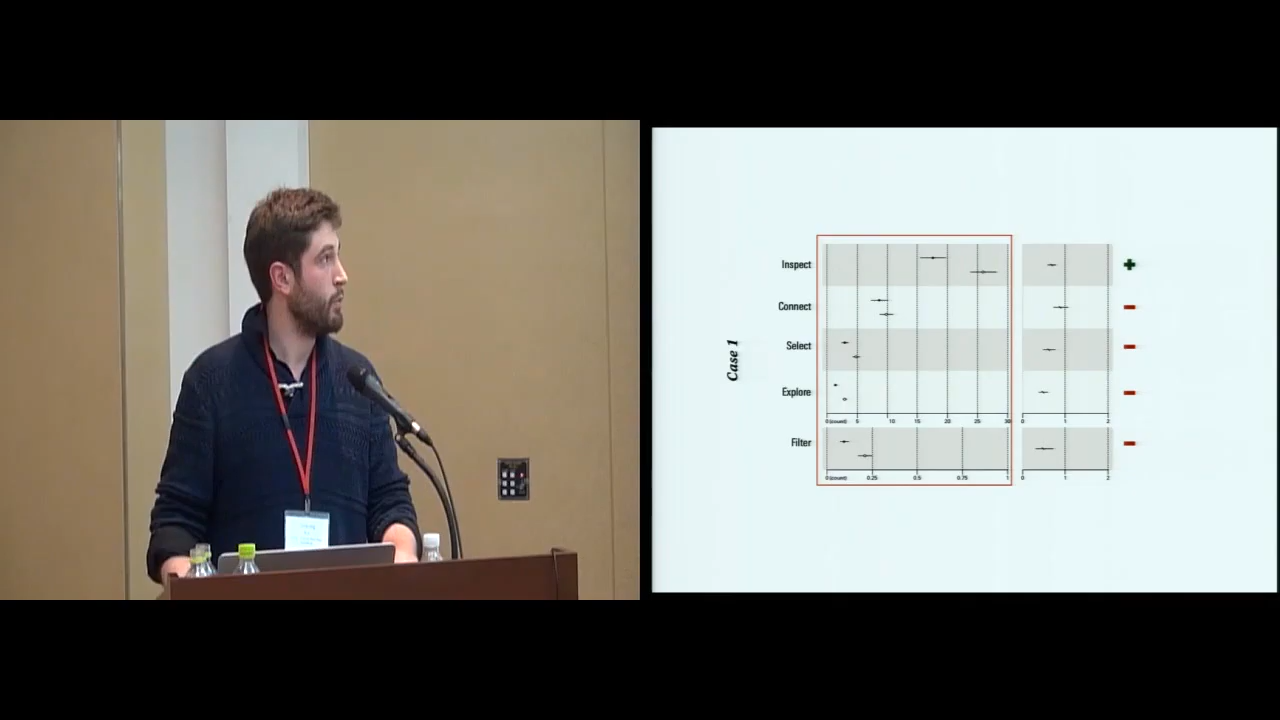 Case 1
Inspect
Connect
Select
Explore
0 (count) 5 10 15 20 25 30
0 1 2
Filter
0 (count) 0.25 0.5 0.75 1
0 1 2